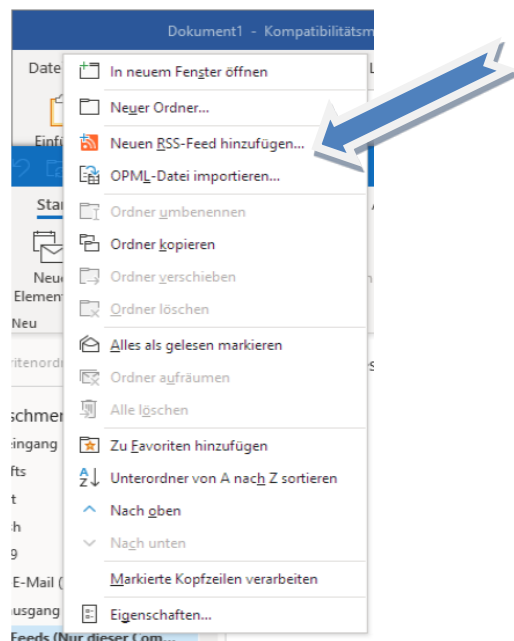 Dokument1 - Kompatibilitätsm
Date
In neuem Fenster öffnen
Neuer Ordner...
Einfü
Neuen RSS-Feed hinzufügen...
OPML-Datei importieren...
Star
Ordner umbenennen
Ordner kopieren
Neue
Ordner verschieben
Element
Ordner löschen
Neu
Alles als gelesen markieren
ritenordn
Ordner aufräumen
schmer
Alle löschen
eingang
Zu Favoriten hinzufügen
fts
Unterordner von A nach Z sortieren
t
Nach oben
h
9
Nach unten
E-Mail (
Markierte Kopfzeilen verarbeiten
usgang
Eigenschaften...
Feeds (Nur dieser Com...